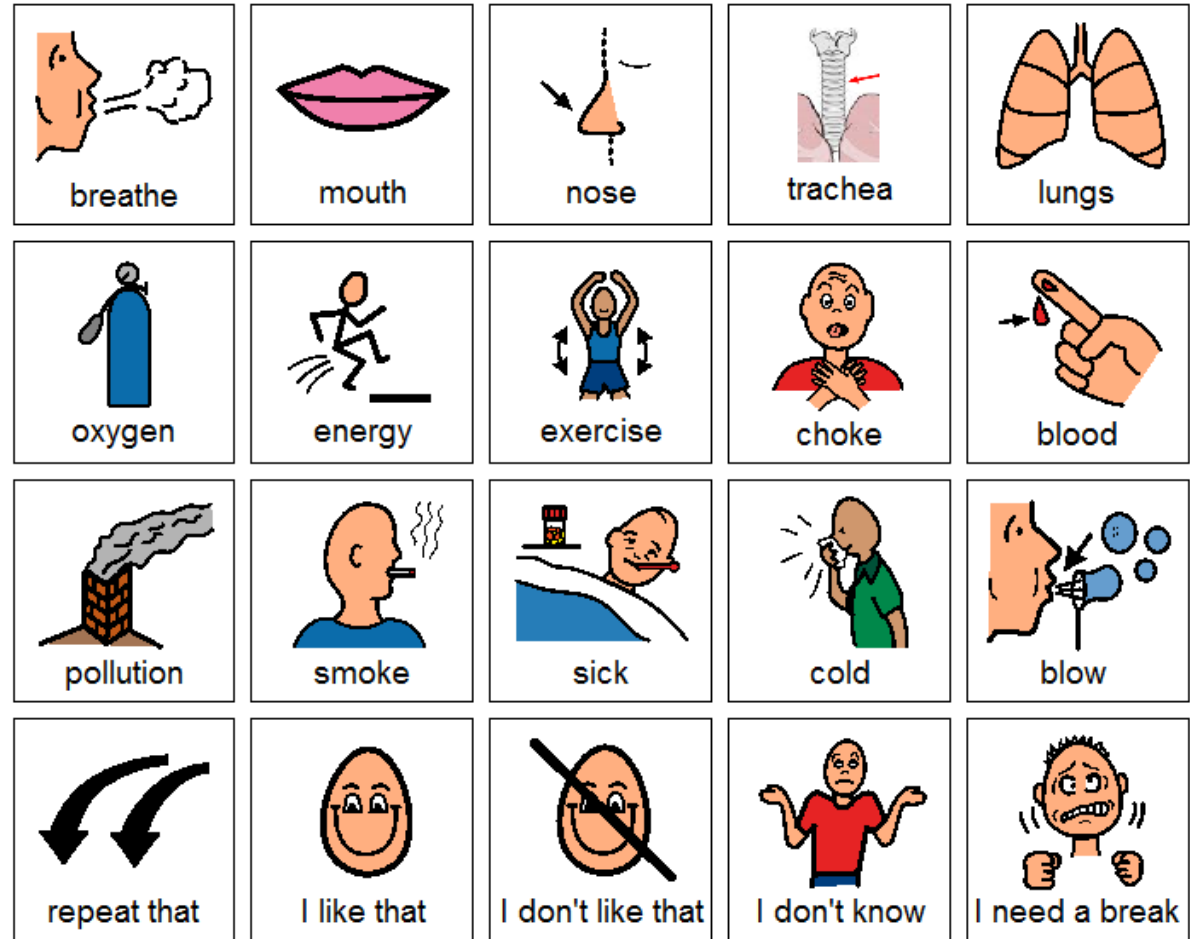 breathe
mouth
nose
trachea
lungs
oxygen
energy
exercise
choke
blood
pollution
smoke
sick
cold
blow
repeat that
I like that
I don't like that
I don't know
I need a break